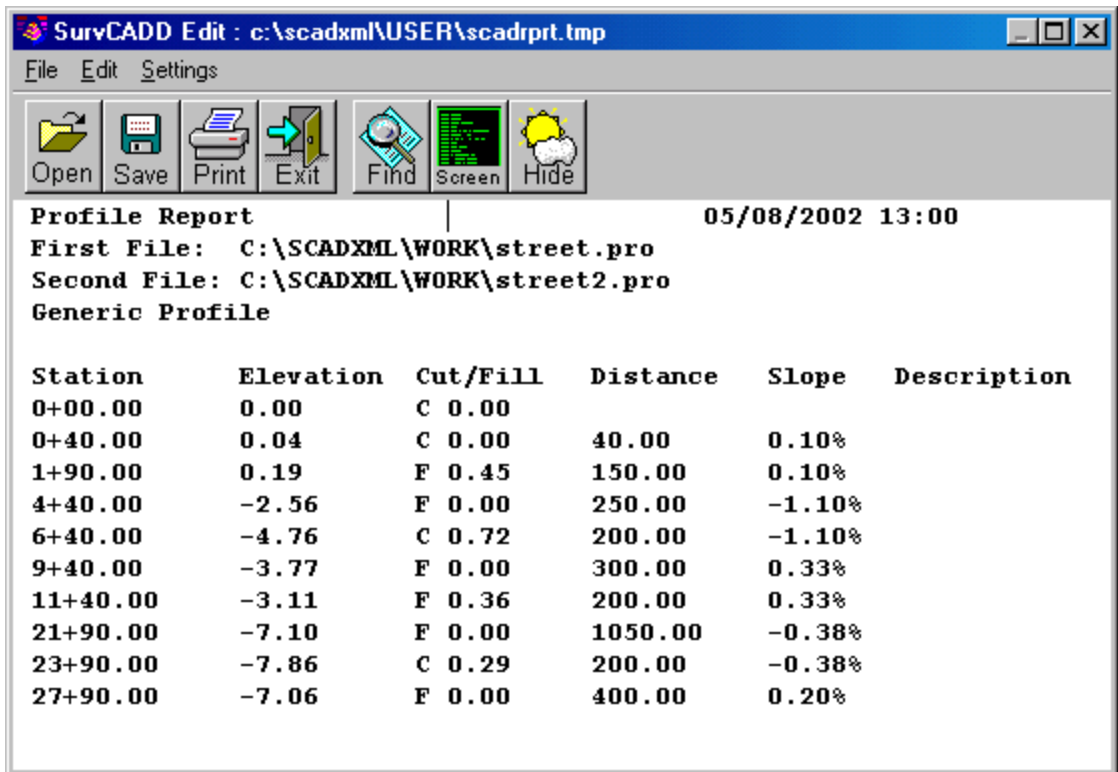 SurvCADD Edit : c:\scadxml\USER\scadrprt.tmp
File Edit Settings
Open Save Print Exit Find Screen Hide
Profile Report 05/08/2002 13:00
First File: C:\SCADXML\WORK\street.pro
Second File: C:\SCADXML\WORK\street2.pro
Generic Profile
Station Elevation Cut/Fill Distance Slope Description
0+00.00 0.00 C 0.00
0+40.00 0.04 C 0.00 40.00 0.10%
1+90.00 0.19 F 0.45 150.00 0.10%
4+40.00 -2.56 F 0.00 250.00 -1.10%
6+40.00 -4.76 C 0.72 200.00 -1.10%
9+40.00 -3.77 F 0.00 300.00 0.33%
11+40.00 -3.11 F 0.36 200.00 0.33%
21+90.00 -7.10 F 0.00 1050.00 -0.38%
23+90.00 -7.86 C 0.29 200.00 -0.38%
27+90.00 -7.06 F 0.00 400.00 0.20%